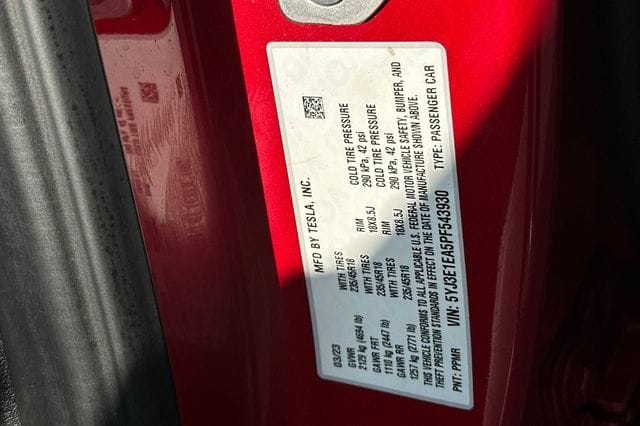 MFD BY TESLA, INC.
03/23
GVWR
2129 kg (4694 lb)
GAWR FRT WITH TIRES RIM COLD TIRE PRESSURE
1110 kg (2447 lb) 235/45R18 18X8.5J 290 kPa, 42 psi
GAWR RR WITH TIRES RIM COLD TIRE PRESSURE
1257 kg (2771 lb) 235/45R18 18X8.5J 290 kPa, 42 psi
THIS VEHICLE CONFORMS TO ALL APPLICABLE U.S. FEDERAL MOTOR VEHICLE SAFETY, BUMPER, AND
THEFT PREVENTION STANDARDS IN EFFECT ON THE DATE OF MANUFACTURE SHOWN ABOVE.
VIN: 5YJ3E1EA5PF543930
PNT: PPMR TYPE: PASSENGER CAR